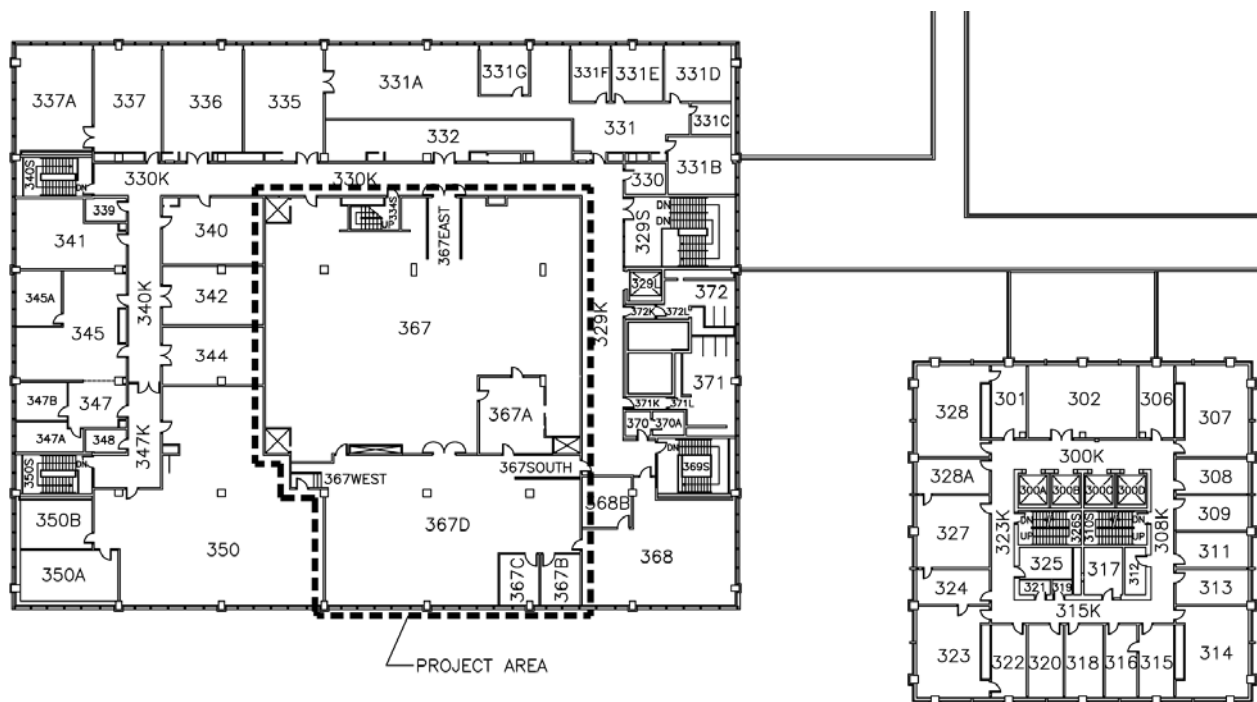 337A
337
336
335
331A
331G
331F
331E
331D
331
331C
332
331B
340S
DN
330K
330K
330
339
334S
UP
367EAST
329S
DN
DN
341
340
340K
342
367
329K
329L
372
372K
372L
345A
345
344
371
347B
347
367A
371K
371L
347A
348
347K
370
370A
350S
DN
367WEST
367SOUTH
DN
369S
350B
350
367D
368B
368
350A
367C
367B
PROJECT AREA
328
301
302
306
307
300K
328A
300A
300B
300C
300D
308
327
323K
DN
UP
326S
310S
DN
UP
308K
309
325
317
312
311
324
321
319
313
315K
323
322
320
318
316
315
314